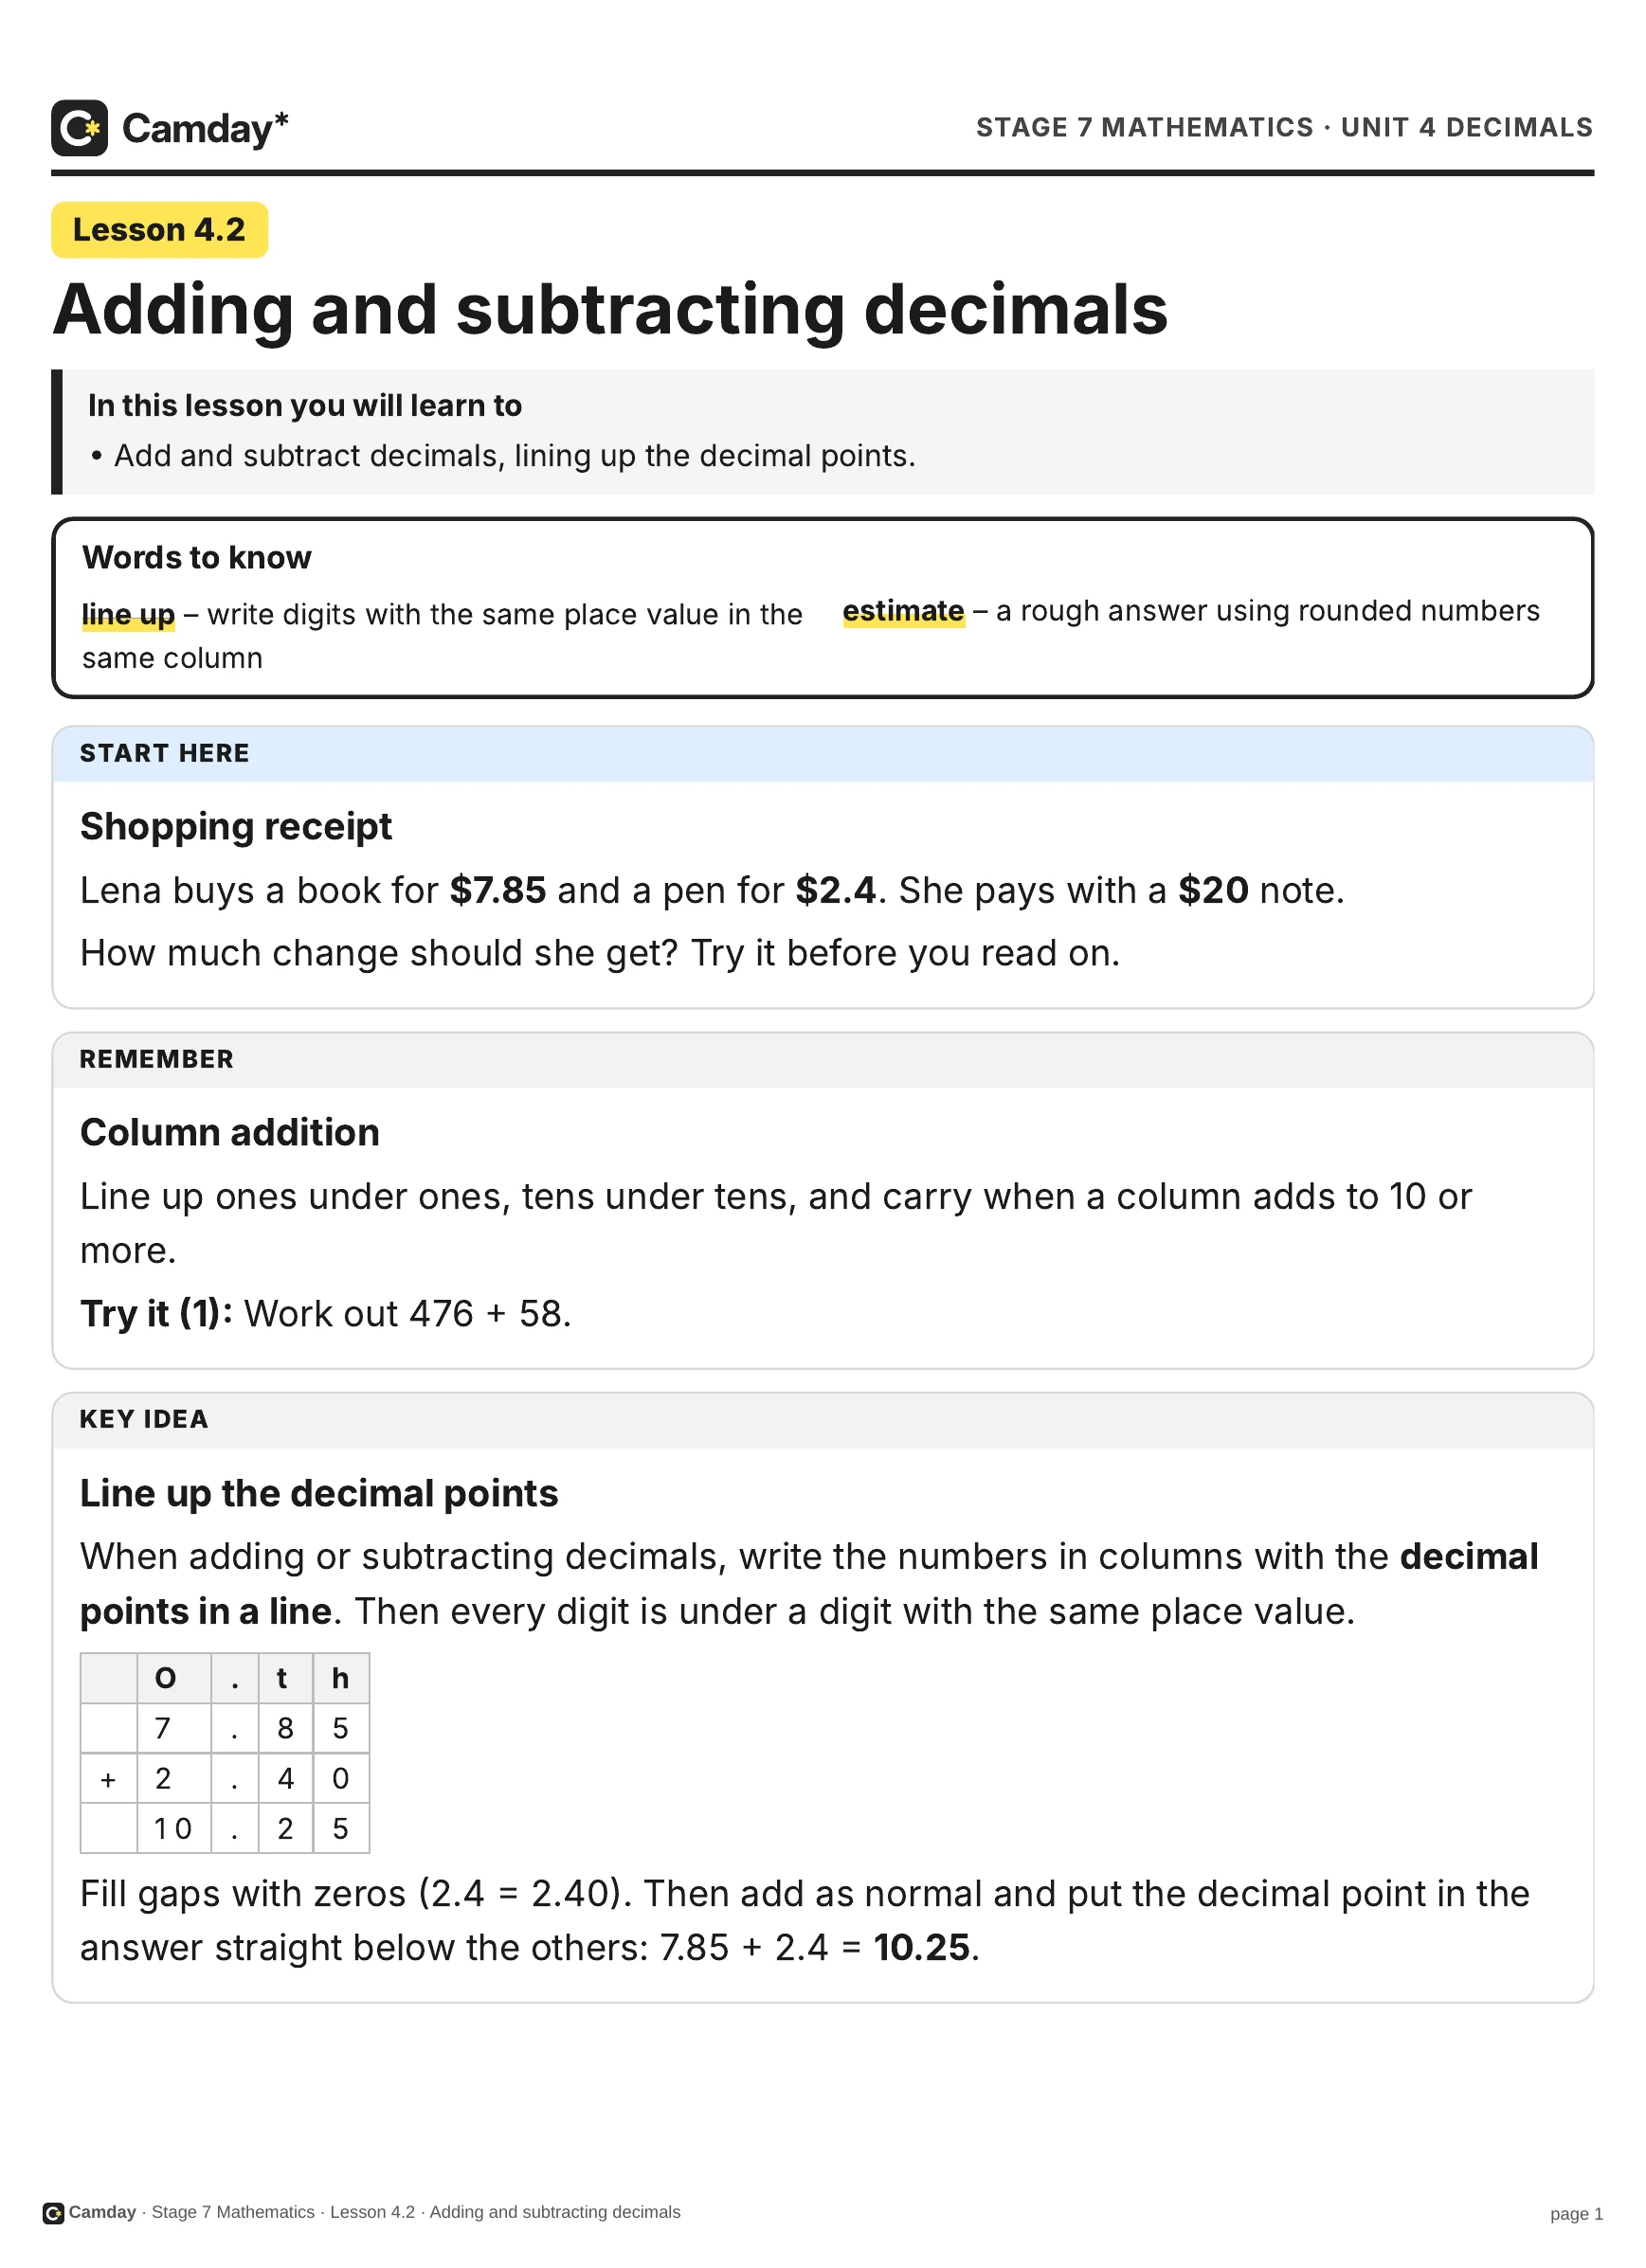 Camday*
STAGE 7 MATHEMATICS · UNIT 4 DECIMALS
Lesson 4.2
Adding and subtracting decimals
In this lesson you will learn to
• Add and subtract decimals, lining up the decimal points.
Words to know
line up – write digits with the same place value in the
same column
estimate – a rough answer using rounded numbers
START HERE
Shopping receipt
Lena buys a book for $7.85 and a pen for $2.4. She pays with a $20 note.
How much change should she get? Try it before you read on.
REMEMBER
Column addition
Line up ones under ones, tens under tens, and carry when a column adds to 10 or
more.
Try it (1): Work out 476 + 58.
KEY IDEA
Line up the decimal points
When adding or subtracting decimals, write the numbers in columns with the decimal
points in a line. Then every digit is under a digit with the same place value.
O . t h
7 . 8 5
+ 2 . 4 0
1 0 . 2 5
Fill gaps with zeros (2.4 = 2.40). Then add as normal and put the decimal point in the
answer straight below the others: 7.85 + 2.4 = 10.25.
Camday · Stage 7 Mathematics · Lesson 4.2 · Adding and subtracting decimals
page 1